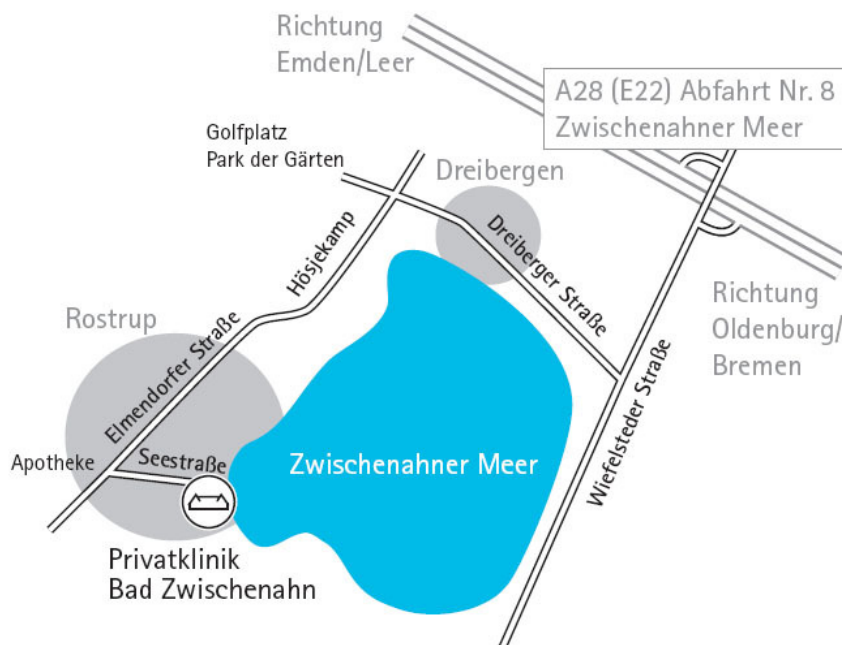 Richtung
Emden/Leer
A28 (E22) Abfahrt Nr. 8
Zwischenahner Meer
Golfplatz
Park der Gärten
Dreibergen
Dreiberger Straße
Hösjekamp
Richtung
Oldenburg/
Bremen
Rostrup
Elmendorfer Straße
Wiefelsteder Straße
Apotheke
Seestraße
Zwischenahner Meer
Privatklinik
Bad Zwischenahn